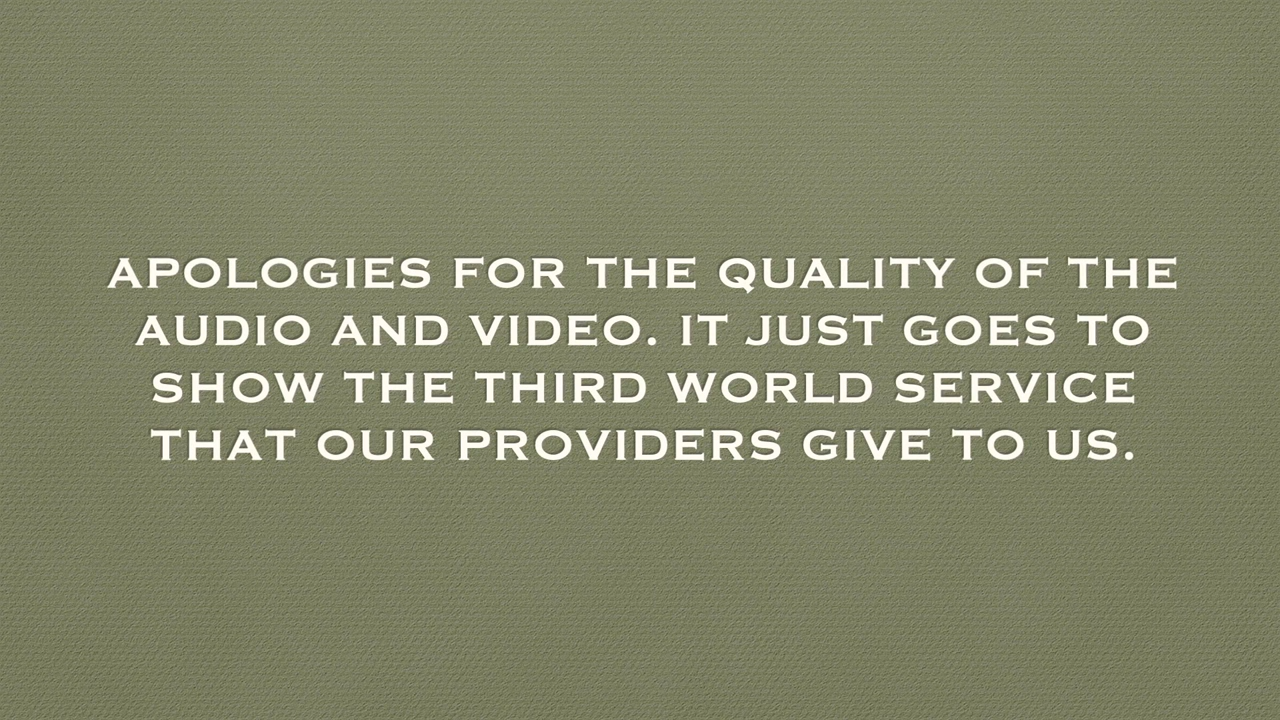 APOLOGIES FOR THE QUALITY OF THE
AUDIO AND VIDEO. IT JUST GOES TO
SHOW THE THIRD WORLD SERVICE
THAT OUR PROVIDERS GIVE TO US.